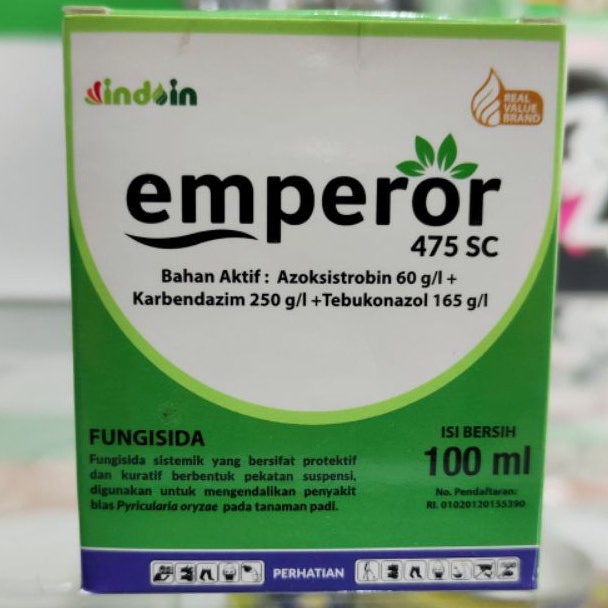 indoin
REAL
VALUE
BRAND
emperor
475 SC
Bahan Aktif : Azoksistrobin 60 g/l +
Karbendazim 250 g/l +Tebukonazol 165 g/l
FUNGISIDA
Fungisida sistemik yang bersifat protektif
dan kuratif berbentuk pekatan suspensi,
digunakan untuk mengendalikan penyakit
blas Pyricularia oryzae pada tanaman padi.
ISI BERSIH
100 ml
No. Pendaftaran:
RI. 01020120155390
PERHATIAN